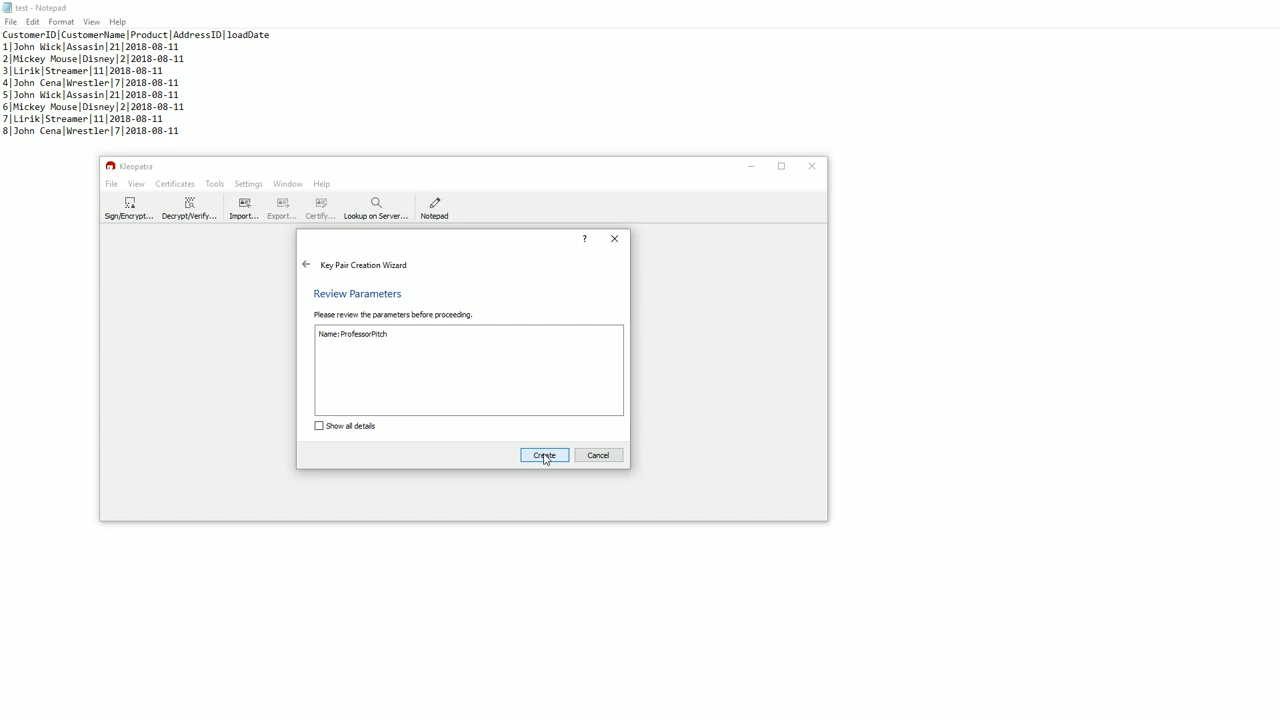 test - Notepad
File Edit Format View Help
CustomerID|CustomerName|Product|AddressID|loadDate
1|John Wick|Assasin|21|2018-08-11
2|Mickey Mouse|Disney|2|2018-08-11
3|Lirik|Streamer|11|2018-08-11
4|John Cena|Wrestler|7|2018-08-11
5|John Wick|Assasin|21|2018-08-11
6|Mickey Mouse|Disney|2|2018-08-11
7|Lirik|Streamer|11|2018-08-11
8|John Cena|Wrestler|7|2018-08-11
Kleopatra
File View Certificates Tools Settings Window Help
Sign/Encrypt... Decrypt/Verify... Import... Export... Certify... Lookup on Server... Notepad
?
Key Pair Creation Wizard
Review Parameters
Please review the parameters before proceeding.
Name: ProfessorPitch
Show all details
Create Cancel